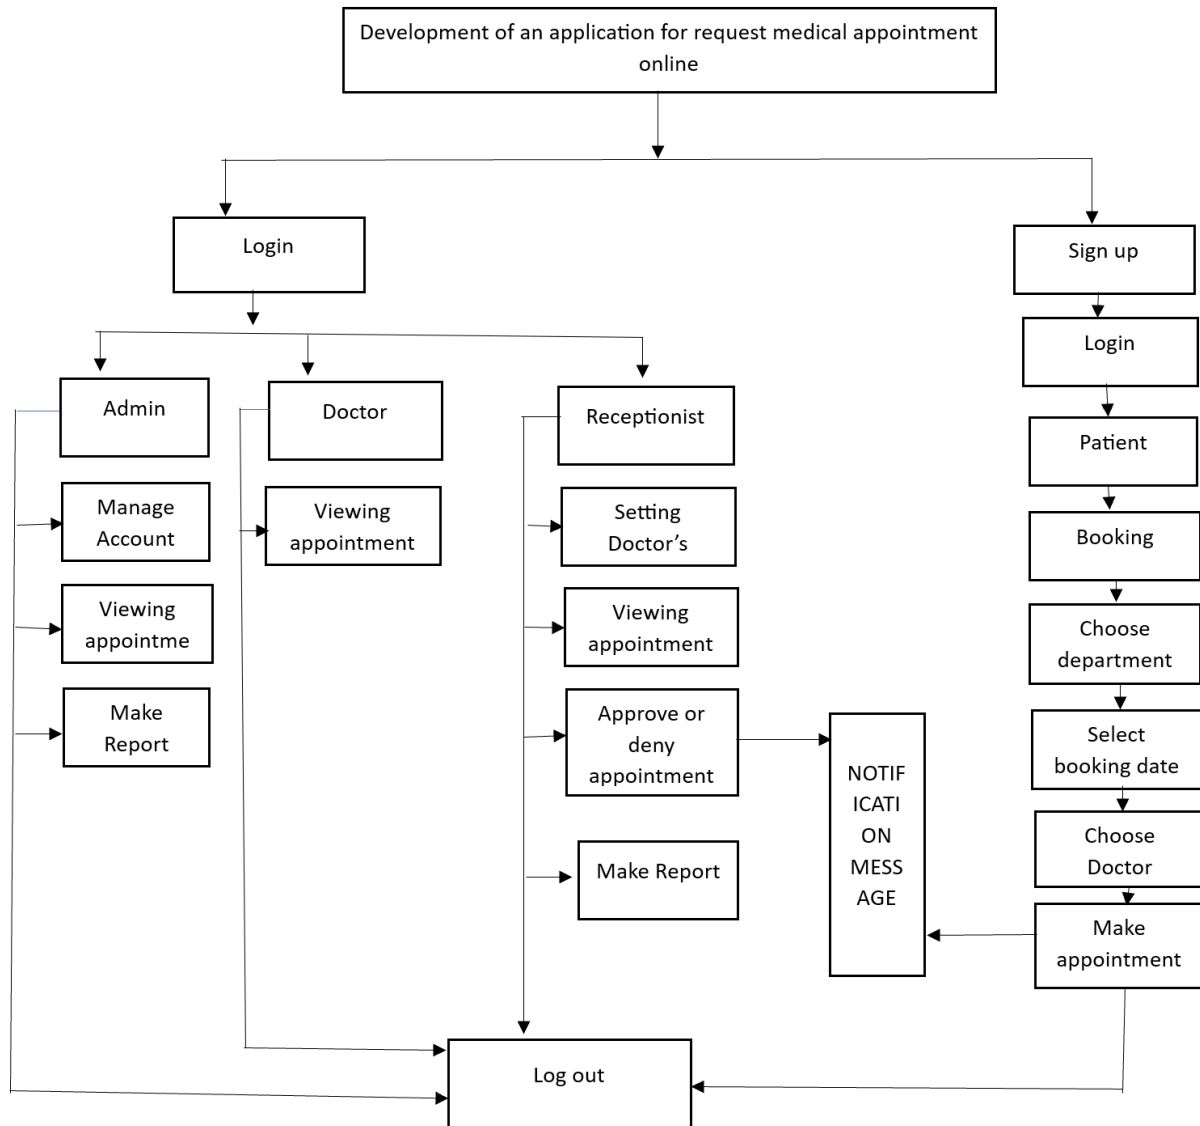 Development of an application for request medical appointment
online
Login
Sign up
Login
Admin
Doctor
Receptionist
Patient
Manage
Account
Viewing
appointment
Setting
Doctor’s
Booking
Viewing
appointme
Viewing
appointment
Choose
department
Make
Report
Approve or
deny
appointment
NOTIF
ICATI
ON
MESS
AGE
Select
booking date
Make Report
Choose
Doctor
Make
appointment
Log out